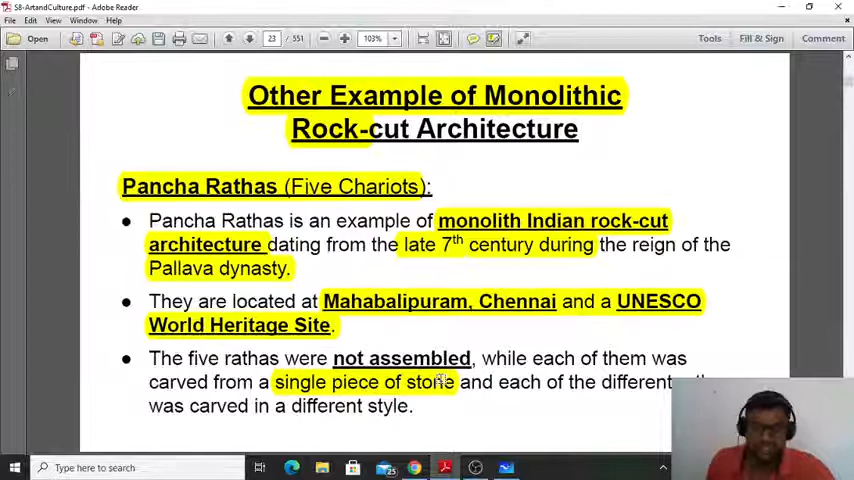 S8-ArtandCulture.pdf - Adobe Reader
File Edit View Window Help
Open 23 / 551 103% Tools Fill & Sign Comment
Other Example of Monolithic
Rock-cut Architecture
Pancha Rathas (Five Chariots):
● Pancha Rathas is an example of monolith Indian rock-cut
architecture dating from the late 7th century during the reign of the
Pallava dynasty.
● They are located at Mahabalipuram, Chennai and a UNESCO
World Heritage Site.
● The five rathas were not assembled, while each of them was
carved from a single piece of stone and each of the different
was carved in a different style.
Type here to search
25